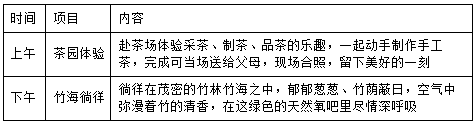 时间 项目 内容
上午 茶园体验 赴茶场体验采茶、制茶、品茶的乐趣，一起动手制作手工
茶，完成可当场送给父母，现场合照，留下美好的一刻
下午 竹海徜徉 徜徉在茂密的竹林竹海之中，郁郁葱葱、竹荫蔽日，空气中
弥漫着竹的清香，在这绿色的天然氧吧里尽情深呼吸